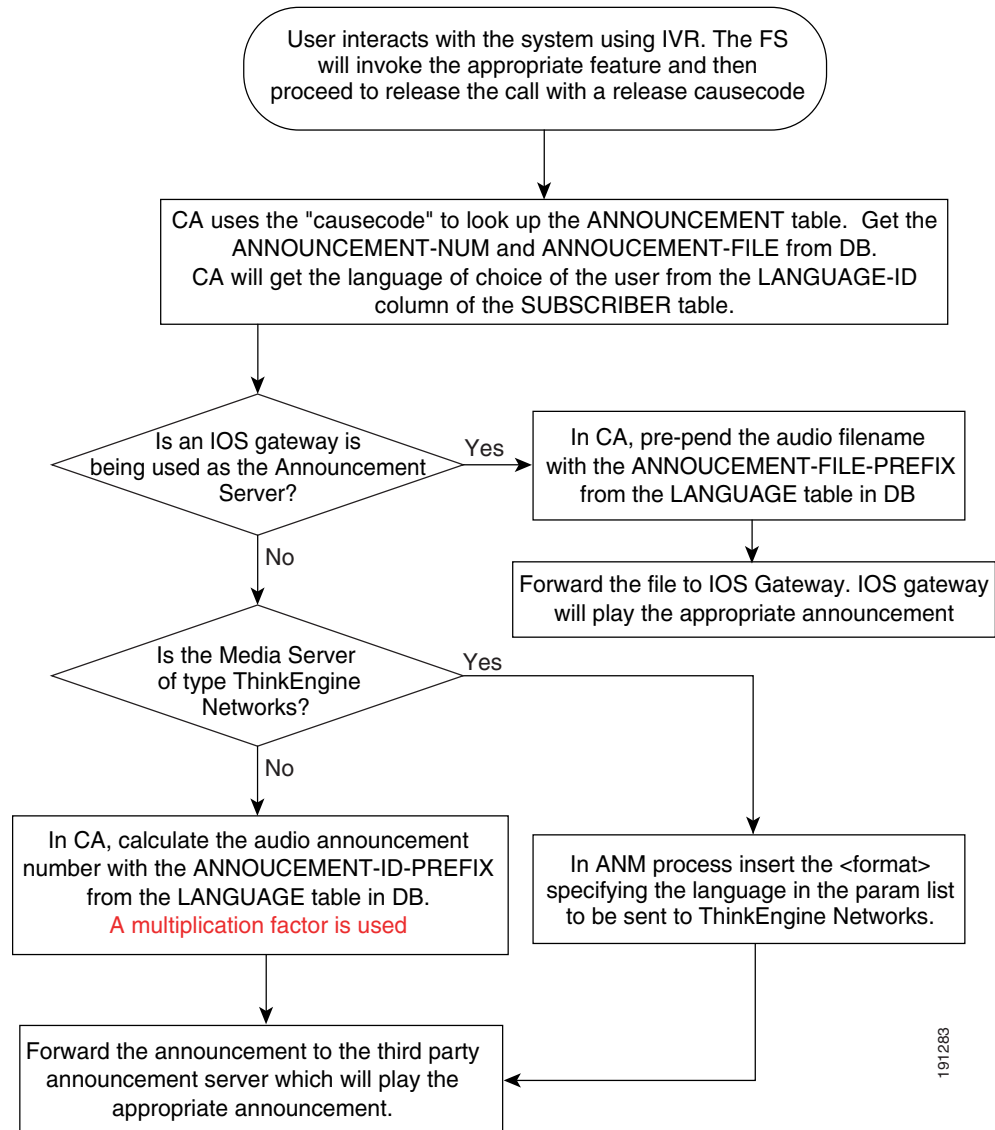 User interacts with the system using IVR. The FS
will invoke the appropriate feature and then
proceed to release the call with a release causecode
CA uses the "causecode" to look up the ANNOUNCEMENT table.  Get the
ANNOUNCEMENT-NUM and ANNOUCEMENT-FILE from DB.
CA will get the language of choice of the user from the LANGUAGE-ID
column of the SUBSCRIBER table.
Is an IOS gateway is
being used as the Announcement
Server?
Yes
In CA, pre-pend the audio filename
with the ANNOUCEMENT-FILE-PREFIX
from the LANGUAGE table in DB
No
Forward the file to IOS Gateway. IOS gateway
will play the appropriate announcement
Is the Media Server
of type ThinkEngine
Networks?
Yes
No
In CA, calculate the audio announcement
number with the ANNOUCEMENT-ID-PREFIX
from the LANGUAGE table in DB.
A multiplication factor is used
In ANM process insert the <format>
specifying the language in the param list
to be sent to ThinkEngine Networks.
Forward the announcement to the third party
announcement server which will play the
appropriate announcement.
191283